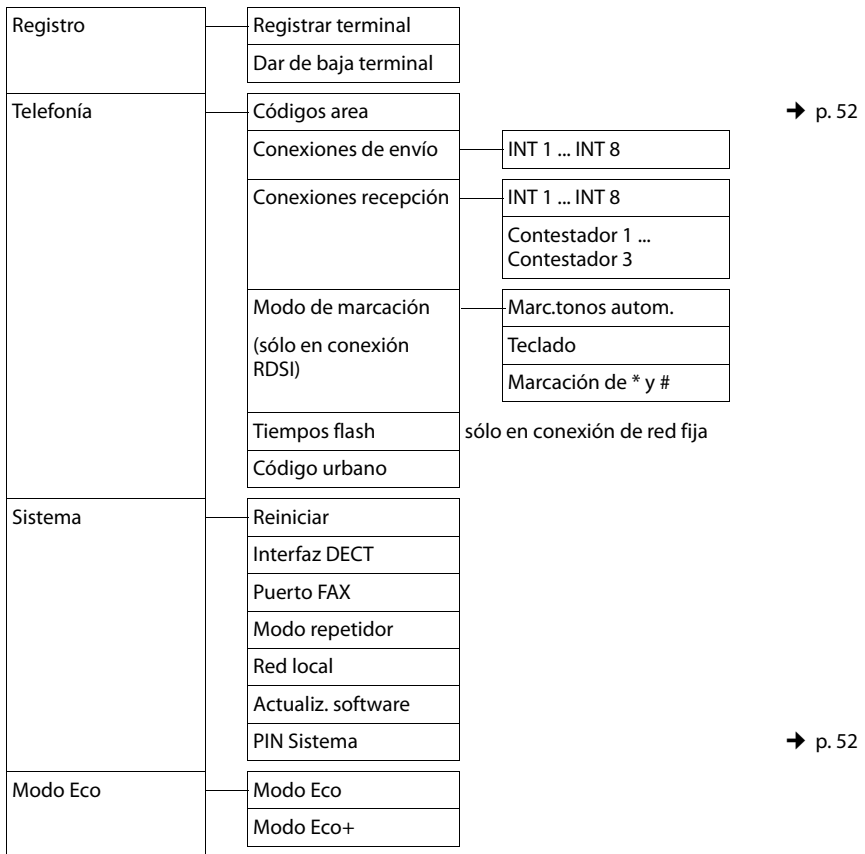 Registro
Registrar terminal
Dar de baja terminal
Telefonía
Códigos area
➔ p. 52
Conexiones de envío
INT 1 ... INT 8
Conexiones recepción
INT 1 ... INT 8
Contestador 1 ...
Contestador 3
Modo de marcación
(sólo en conexión
RDSI)
Marc.tonos autom.
Teclado
Marcación de * y #
Tiempos flash
sólo en conexión de red fija
Código urbano
Sistema
Reiniciar
Interfaz DECT
Puerto FAX
Modo repetidor
Red local
Actualiz. software
PIN Sistema
➔ p. 52
Modo Eco
Modo Eco
Modo Eco+